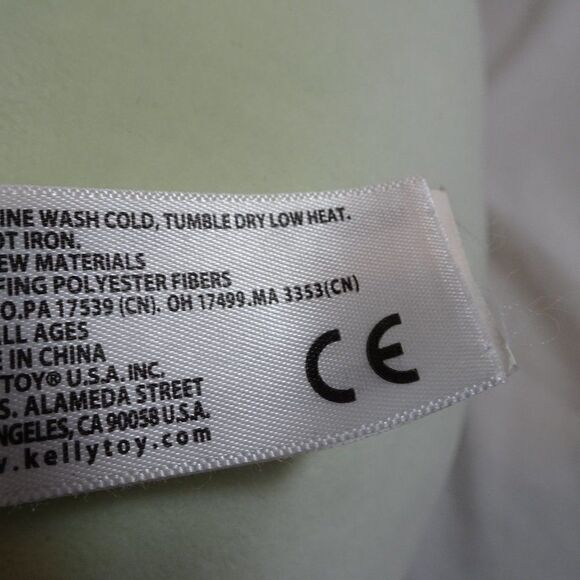 INE WASH COLD, TUMBLE DRY LOW HEAT.
OT IRON.
EW MATERIALS
FING POLYESTER FIBERS
O.PA 17539 (CN). OH 17499.MA 3353(CN)
LL AGES
E IN CHINA
YTOY® U.S.A. INC.
S. ALAMEDA STREET
NGELES, CA 90058 U.S.A.
w.kellytoy.com
CE